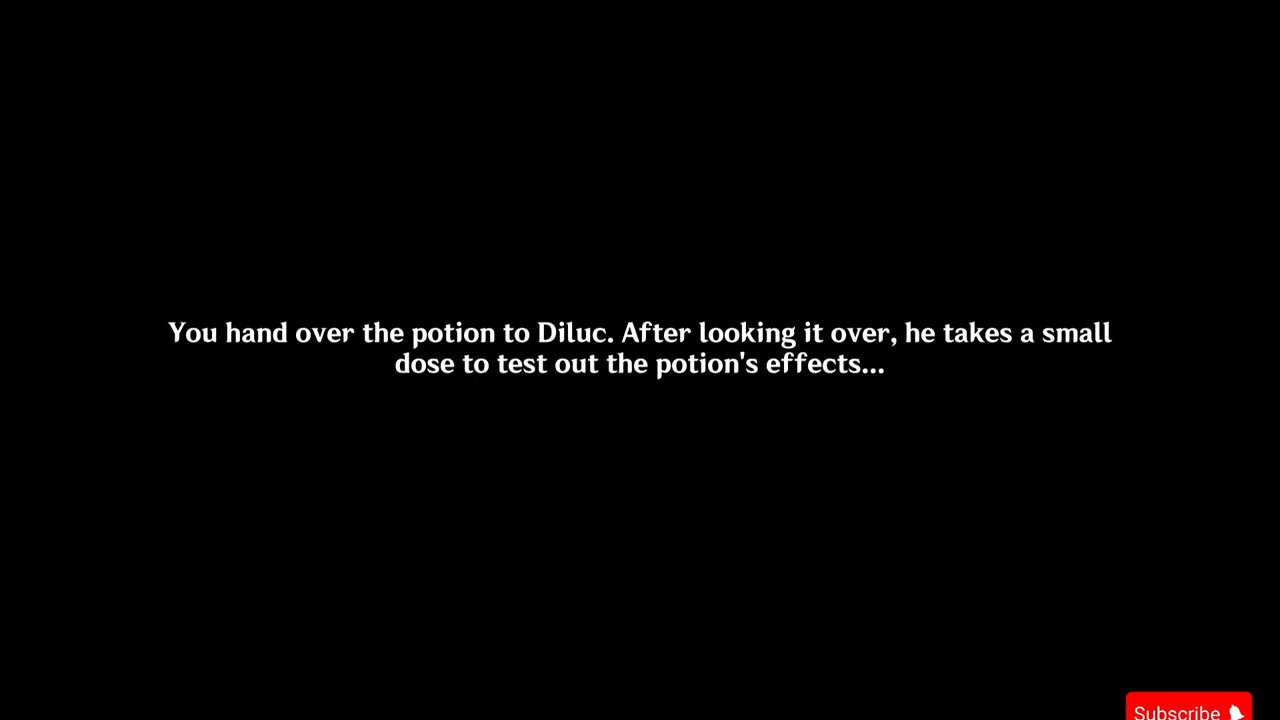 You hand over the potion to Diluc. After looking it over, he takes a small
dose to test out the potion's effects...
Subscribe